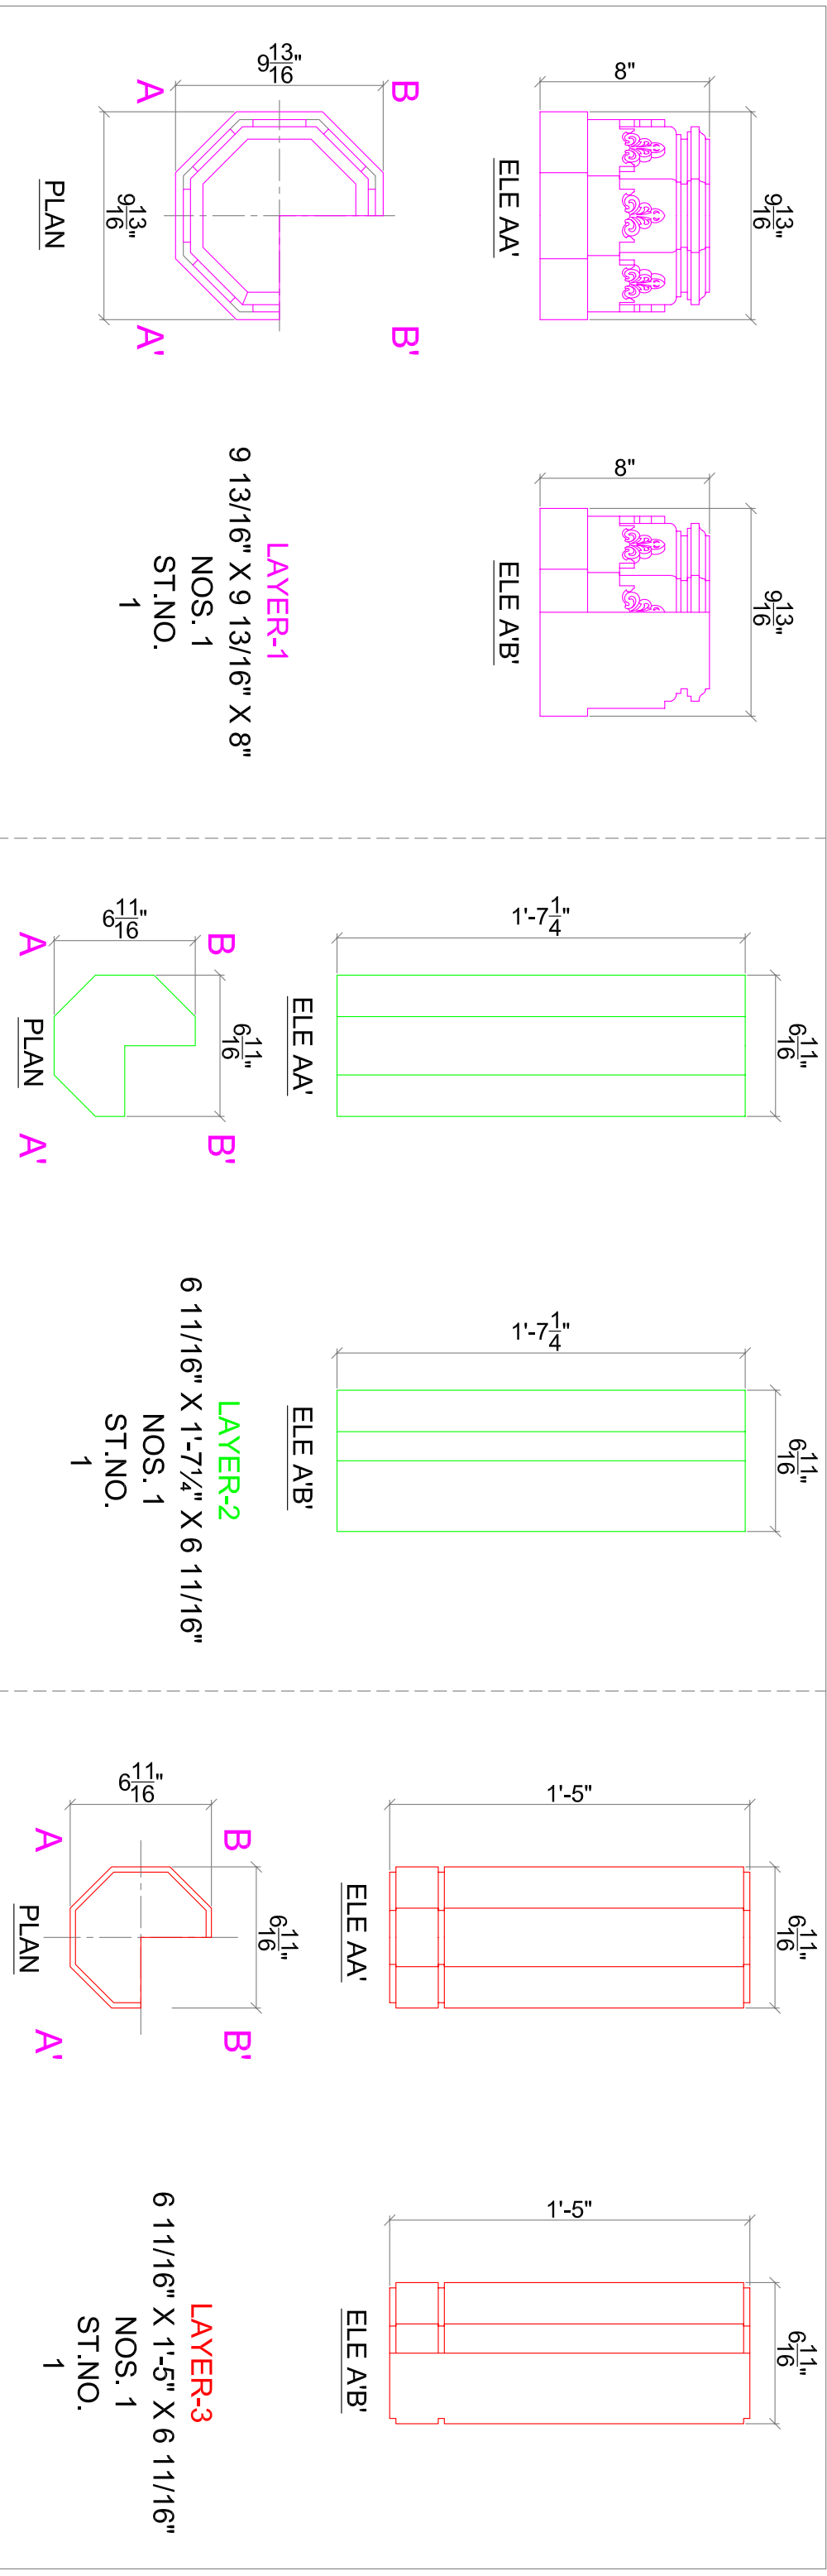 9 13/16"
8"
ELE AA'
9 13/16"
B
B'
A
A'
9 13/16"
PLAN
9 13/16"
8"
ELE A'B'
LAYER-1
9 13/16" X 9 13/16" X 8"
NOS. 1
ST.NO.
1
6 11/16"
1'-7 1/4"
ELE AA'
6 11/16"
6 11/16"
B
B'
A
A'
PLAN
6 11/16"
1'-7 1/4"
ELE A'B'
LAYER-2
6 11/16" X 1'-7¼" X 6 11/16"
NOS. 1
ST.NO.
1
6 11/16"
1'-5"
ELE AA'
6 11/16"
6 11/16"
B
B'
A
A'
PLAN
6 11/16"
1'-5"
ELE A'B'
LAYER-3
6 11/16" X 1'-5" X 6 11/16"
NOS. 1
ST.NO.
1